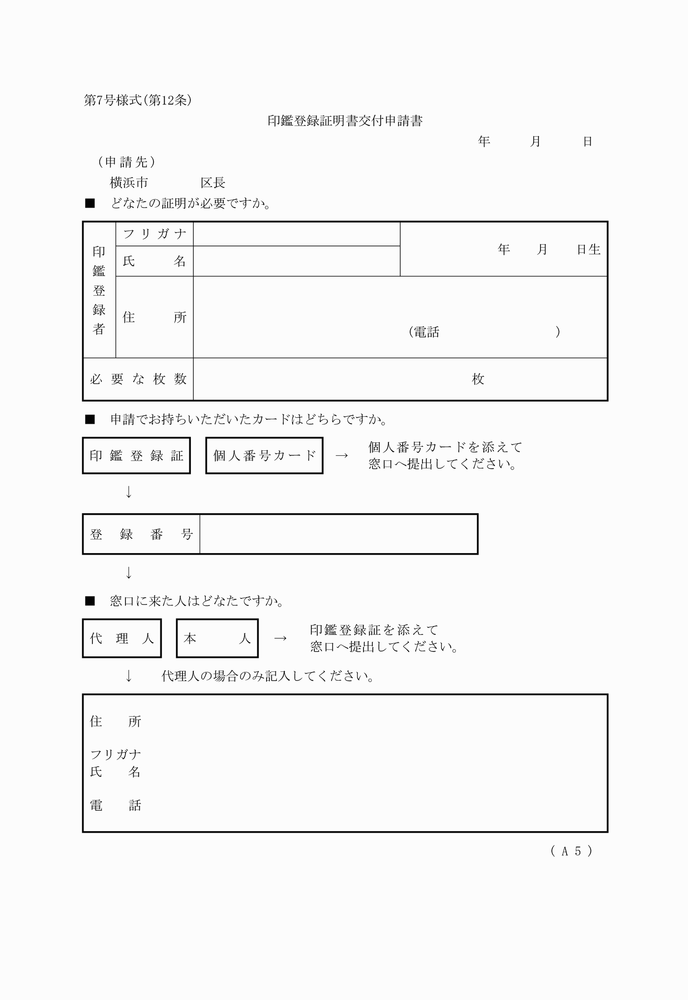 第7号様式(第12条)
印鑑登録証明書交付申請書
年 月 日
(申請先)
横浜市 区長
■ どなたの証明が必要ですか。
印鑑登録者
フリガナ
氏名
年 月 日生
住所
(電話 )
必要な枚数 枚
■ 申請でお持ちいただいたカードはどちらですか。
印鑑登録証 個人番号カード → 個人番号カードを添えて
窓口へ提出してください。
↓
登録番号
↓
■ 窓口に来た人はどなたですか。
代理人 本人 → 印鑑登録証を添えて
窓口へ提出してください。
↓ 代理人の場合のみ記入してください。
住所
フリガナ
氏名
電話
(A5)